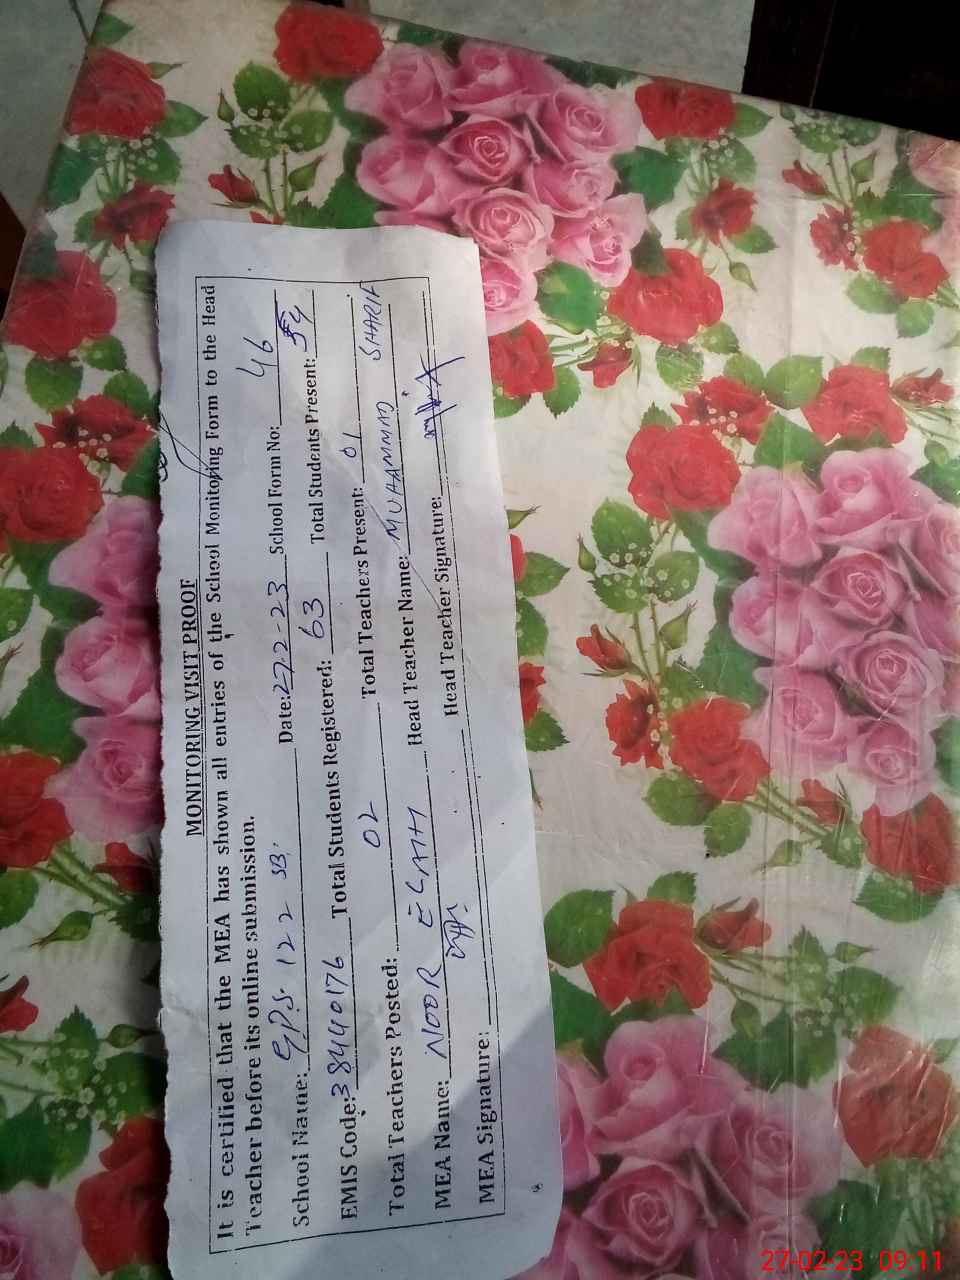 MONITORING VISIT PROOF
It is certified that the MEA has shown all entries of the School Monitoring Form to the Head
Teacher before its online submission.
School Name: GPS. 122 SB. Date: 27-2-23 School Form No: 46
EMIS Code: 38440176 Total Students Registered: 63 Total Students Present: 54
Total Teachers Posted: 02 Total Teachers Present: 01
MEA Name: NOOR ELAHI Head Teacher Name: MUHAMMAD SHARIF
MEA Signature: Head Teacher Signature:
27-02-23 09:11